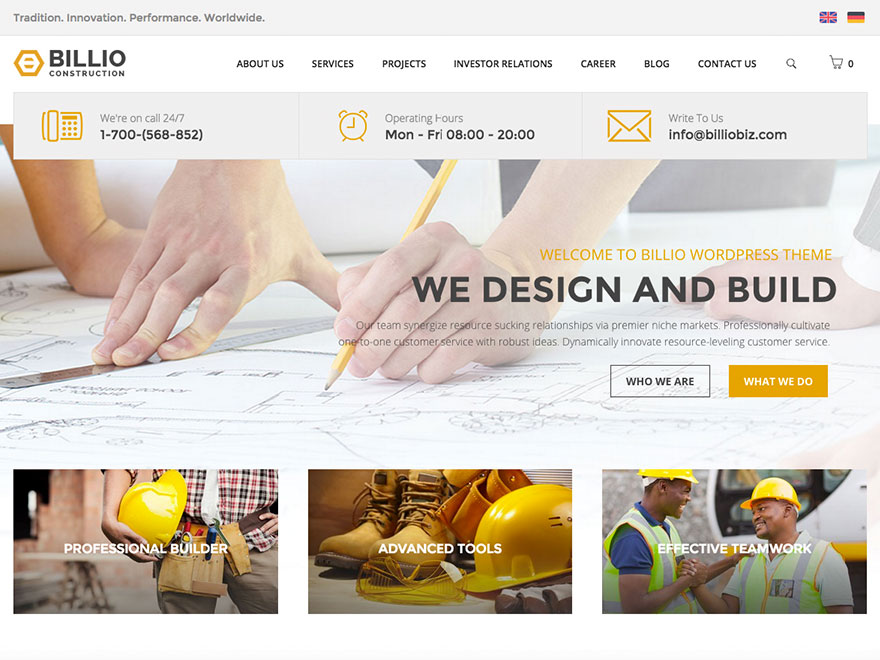 Tradition. Innovation. Performance. Worldwide.
BILLIO
CONSTRUCTION
ABOUT US SERVICES PROJECTS INVESTOR RELATIONS CAREER BLOG CONTACT US 0
We're on call 24/7
1-700-(568-852)
Operating Hours
Mon - Fri 08:00 - 20:00
Write To Us
info@billiobiz.com
WELCOME TO BILLIO WORDPRESS THEME
WE DESIGN AND BUILD
Our team synergize resource sucking relationships via premier niche markets. Professionally cultivate
one-to-one customer service with robust ideas. Dynamically innovate resource-leveling customer service.
WHO WE ARE WHAT WE DO
PROFESSIONAL BUILDER
ADVANCED TOOLS
EFFECTIVE TEAMWORK